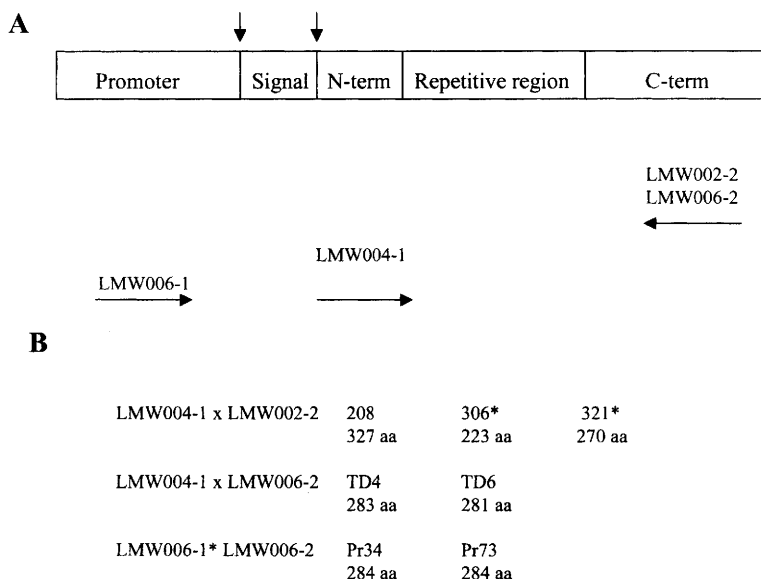 A
Promoter Signal N-term Repetitive region C-term
LMW002-2
LMW006-2
LMW004-1
LMW006-1
B
LMW004-1 x LMW002-2 208 306* 321*
327 aa 223 aa 270 aa
LMW004-1 x LMW006-2 TD4 TD6
283 aa 281 aa
LMW006-1* LMW006-2 Pr34 Pr73
284 aa 284 aa